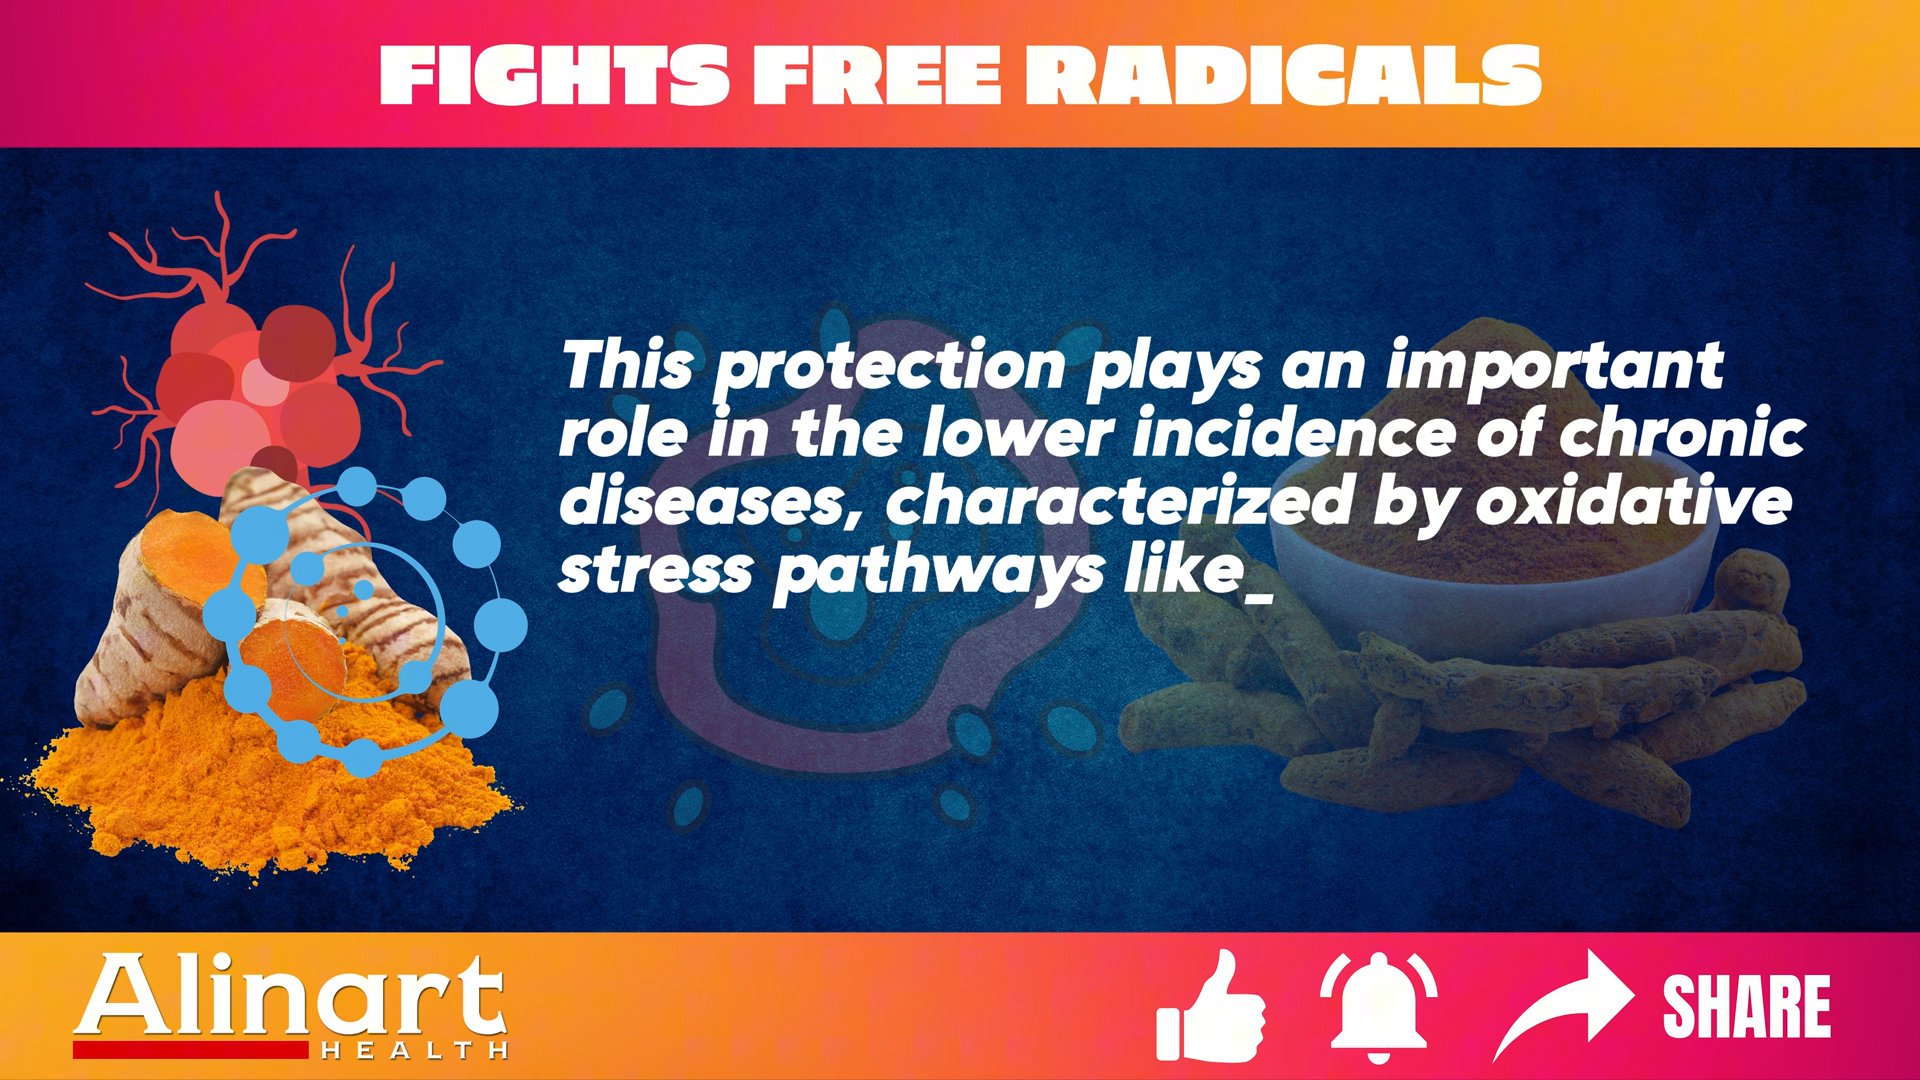 FIGHTS FREE RADICALS
This protection plays an important
role in the lower incidence of chronic
diseases, characterized by oxidative
stress pathways like_
Alinart
HEALTH
SHARE